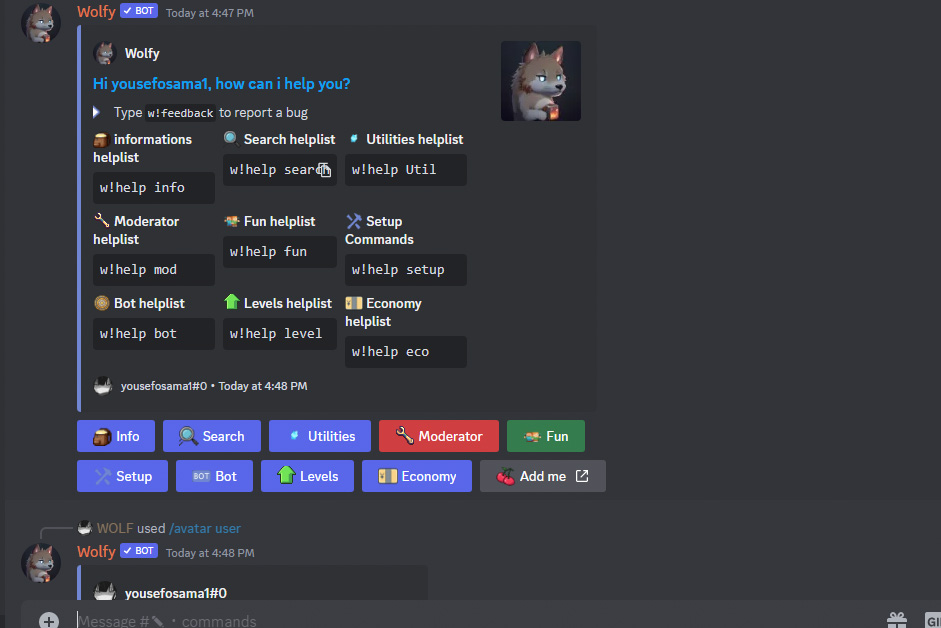 Wolfy ✓ BOT Today at 4:47 PM
Wolfy
Hi yousefosama1, how can i help you?
Type w!feedback to report a bug
informations helplist
w!help info
Search helplist
w!help search
Utilities helplist
w!help Util
Moderator helplist
w!help mod
Fun helplist
w!help fun
Setup Commands
w!help setup
Bot helplist
w!help bot
Levels helplist
w!help level
Economy helplist
w!help eco
yousefosama1#0 • Today at 4:48 PM
Info Search Utilities Moderator Fun
Setup BOT Bot Levels Economy Add me
WOLF used /avatar user
Wolfy ✓ BOT Today at 4:48 PM
yousefosama1#0
Message #✎ • commands